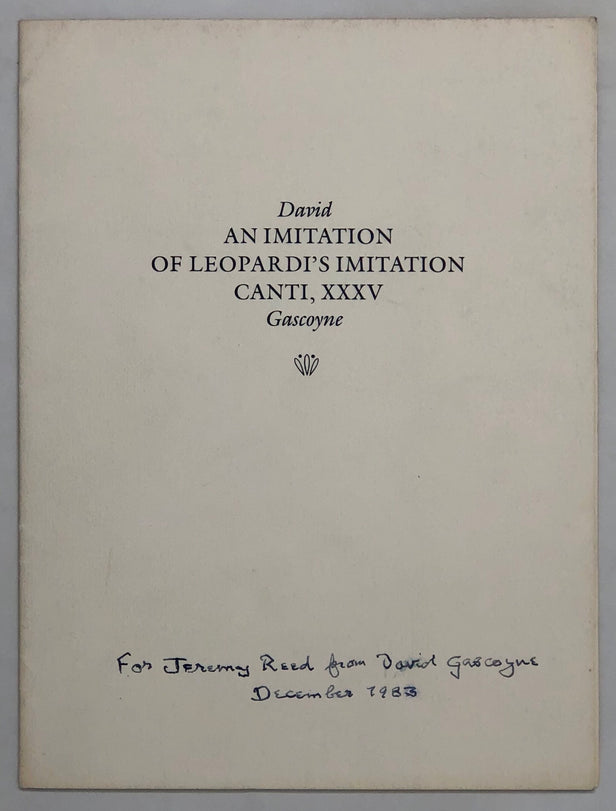 David
AN IMITATION
OF LEOPARDI'S IMITATION
CANTI, XXXV
Gascoyne
For Jeremy Reed from David Gascoyne
December 1983